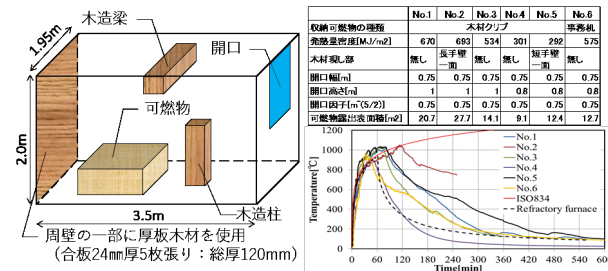 1.95m
木造梁
開口
可燃物
2.0m
3.5m
木造柱
周壁の一部に厚板木材を使用
(合板24mm厚5枚張り：総厚120mm)
No.1 No.2 No.3 No.4 No.5 No.6
収納可燃物の種類 木材クリブ 事務机
発熱量密度[MJ/m2] 670 693 534 301 292 575
木材現し部 無し 長手壁一面 無し 無し 短手壁一面 無し
開口幅[m] 0.75 0.75 0.75 0.75 0.75 0.75
開口高さ[m] 1 1 1 0.8 0.8 0.8
開口因子[m^(5/2)] 0.75 0.75 0.75 0.75 0.75 0.75
可燃物露出表面積[m2] 20.7 27.7 14.1 9.1 12.4 12.7
Temperature[℃]
1200
1000
800
600
400
200
0
No.1
No.2
No.3
No.4
No.5
No.6
ISO834
Refractory furnace
0 60 120 180 240 300 360 420 480 540 600
Time[min]